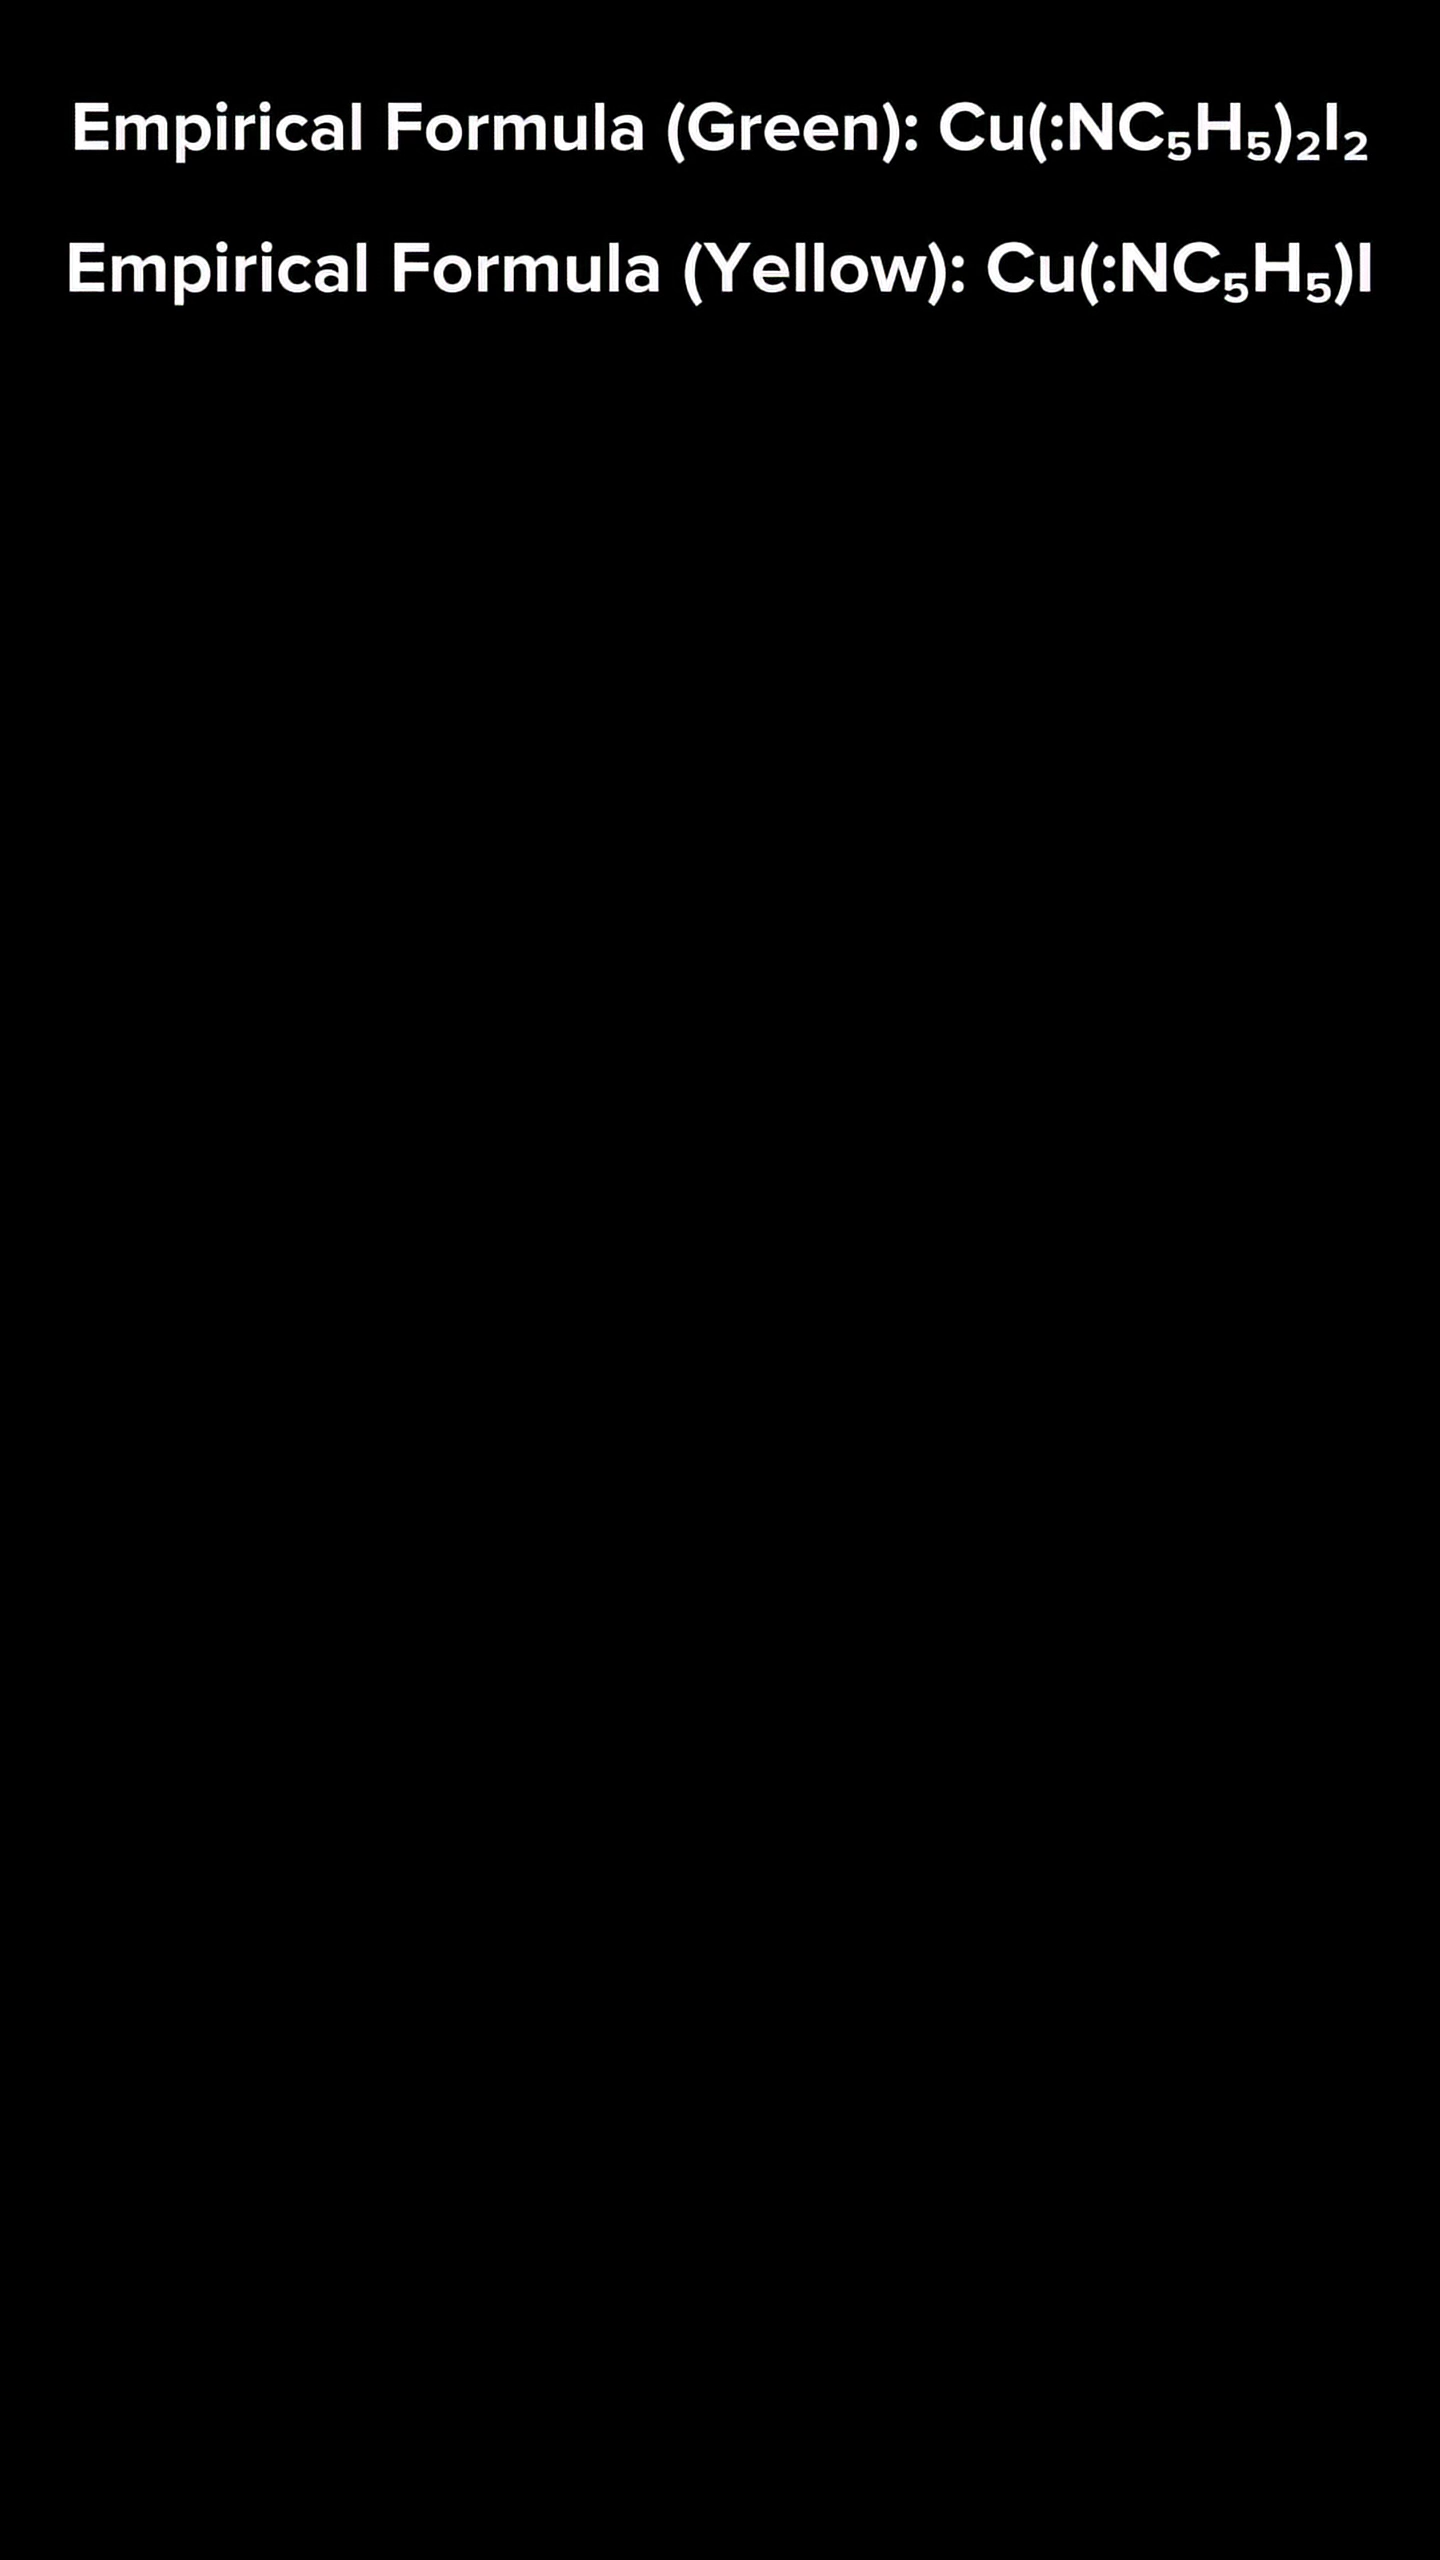 Empirical Formula (Green): Cu(:NC₅H₅)₂I₂
Empirical Formula (Yellow): Cu(:NC₅H₅)I